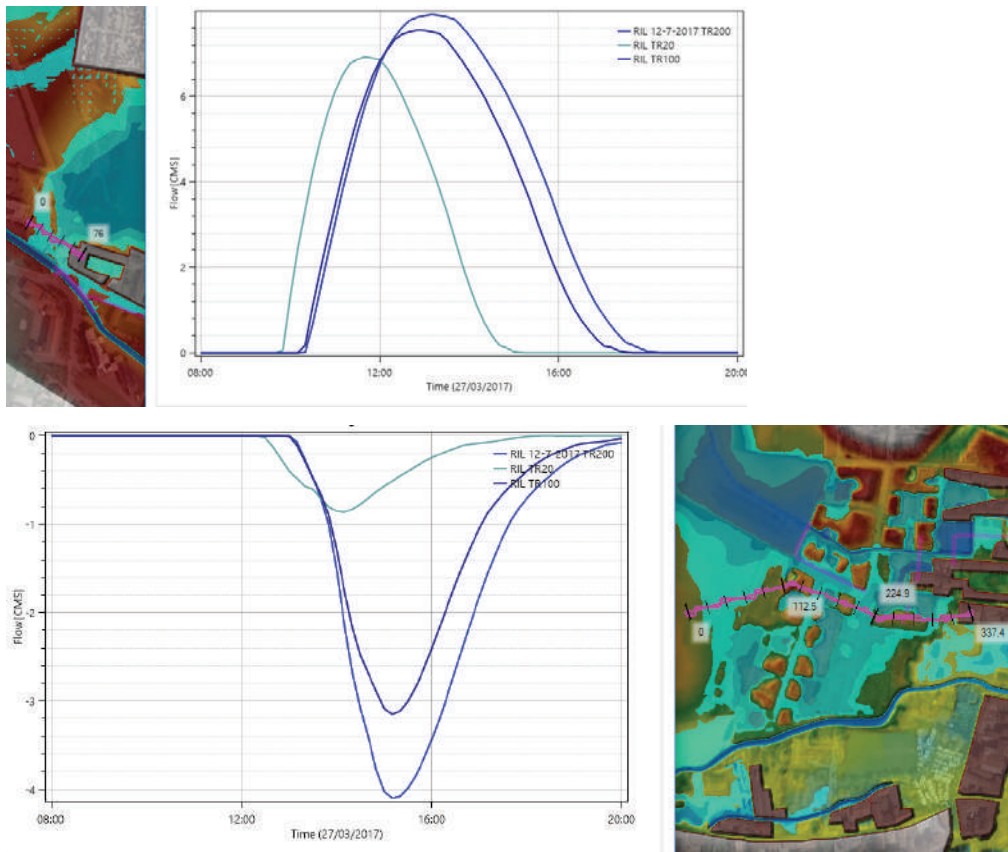 RIL 12-7-2017 TR200
RIL TR20
RIL TR100
6
4
2
0
Flow [CMS]
08:00 12:00 16:00 20:00
Time (27/03/2017)
0
76
0
-1
-2
-3
-4
Flow [CMS]
RIL 12-7-2017 TR200
RIL TR20
RIL TR100
08:00 12:00 16:00 20:00
Time (27/03/2017)
0
112.5
224.9
337.4